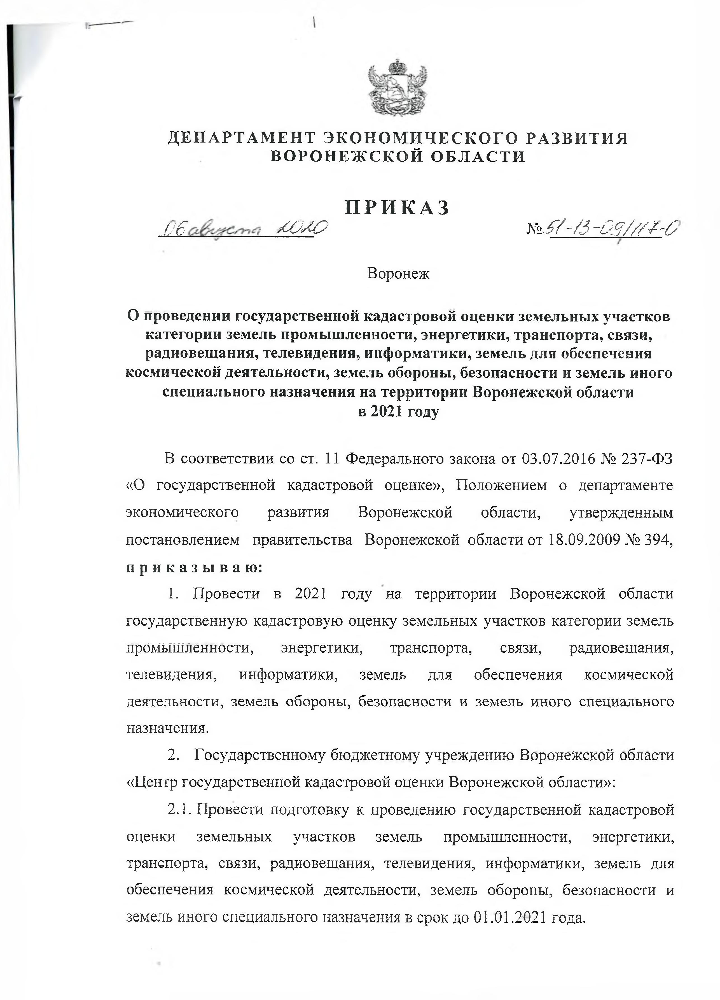 ДЕПАРТАМЕНТ ЭКОНОМИЧЕСКОГО РАЗВИТИЯ
ВОРОНЕЖСКОЙ ОБЛАСТИ
ПРИКАЗ
06 августа 2020 №51-13-09/117-О
Воронеж
О проведении государственной кадастровой оценки земельных участков
категории земель промышленности, энергетики, транспорта, связи,
радиовещания, телевидения, информатики, земель для обеспечения
космической деятельности, земель обороны, безопасности и земель иного
специального назначения на территории Воронежской области
в 2021 году
В соответствии со ст. 11 Федерального закона от 03.07.2016 № 237-ФЗ
«О государственной кадастровой оценке», Положением о департаменте
экономического развития Воронежской области, утвержденным
постановлением правительства Воронежской области от 18.09.2009 № 394,
п р и к а з ы в а ю:
1. Провести в 2021 году на территории Воронежской области
государственную кадастровую оценку земельных участков категории земель
промышленности, энергетики, транспорта, связи, радиовещания,
телевидения, информатики, земель для обеспечения космической
деятельности, земель обороны, безопасности и земель иного специального
назначения.
2. Государственному бюджетному учреждению Воронежской области
«Центр государственной кадастровой оценки Воронежской области»:
2.1. Провести подготовку к проведению государственной кадастровой
оценки земельных участков земель промышленности, энергетики,
транспорта, связи, радиовещания, телевидения, информатики, земель для
обеспечения космической деятельности, земель обороны, безопасности и
земель иного специального назначения в срок до 01.01.2021 года.